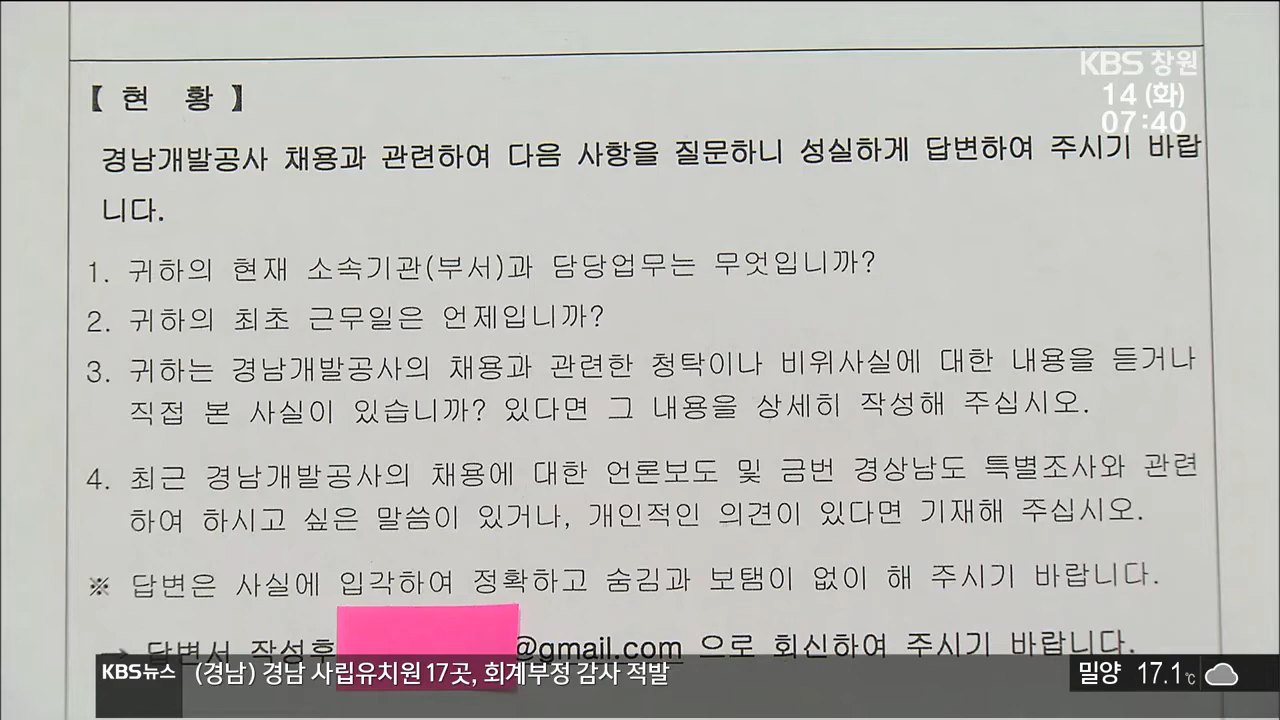 KBS 창원
14 (화)
07:40
【 현 황 】
경남개발공사 채용과 관련하여 다음 사항을 질문하니 성실하게 답변하여 주시기 바랍
니다.
1. 귀하의 현재 소속기관(부서)과 담당업무는 무엇입니까?
2. 귀하의 최초 근무일은 언제입니까?
3. 귀하는 경남개발공사의 채용과 관련한 청탁이나 비위사실에 대한 내용을 듣거나
직접 본 사실이 있습니까? 있다면 그 내용을 상세히 작성해 주십시오.
4. 최근 경남개발공사의 채용에 대한 언론보도 및 금번 경상남도 특별조사와 관련
하여 하시고 싶은 말씀이 있거나, 개인적인 의견이 있다면 기재해 주십시오.
※ 답변은 사실에 입각하여 정확하고 숨김과 보탬이 없이 해 주시기 바랍니다.
→ 답변서 작성후 @gmail.com 으로 회신하여 주시기 바랍니다.
KBS뉴스 (경남) 경남 사립유치원 17곳, 회계부정 감사 적발
밀양 17.1℃